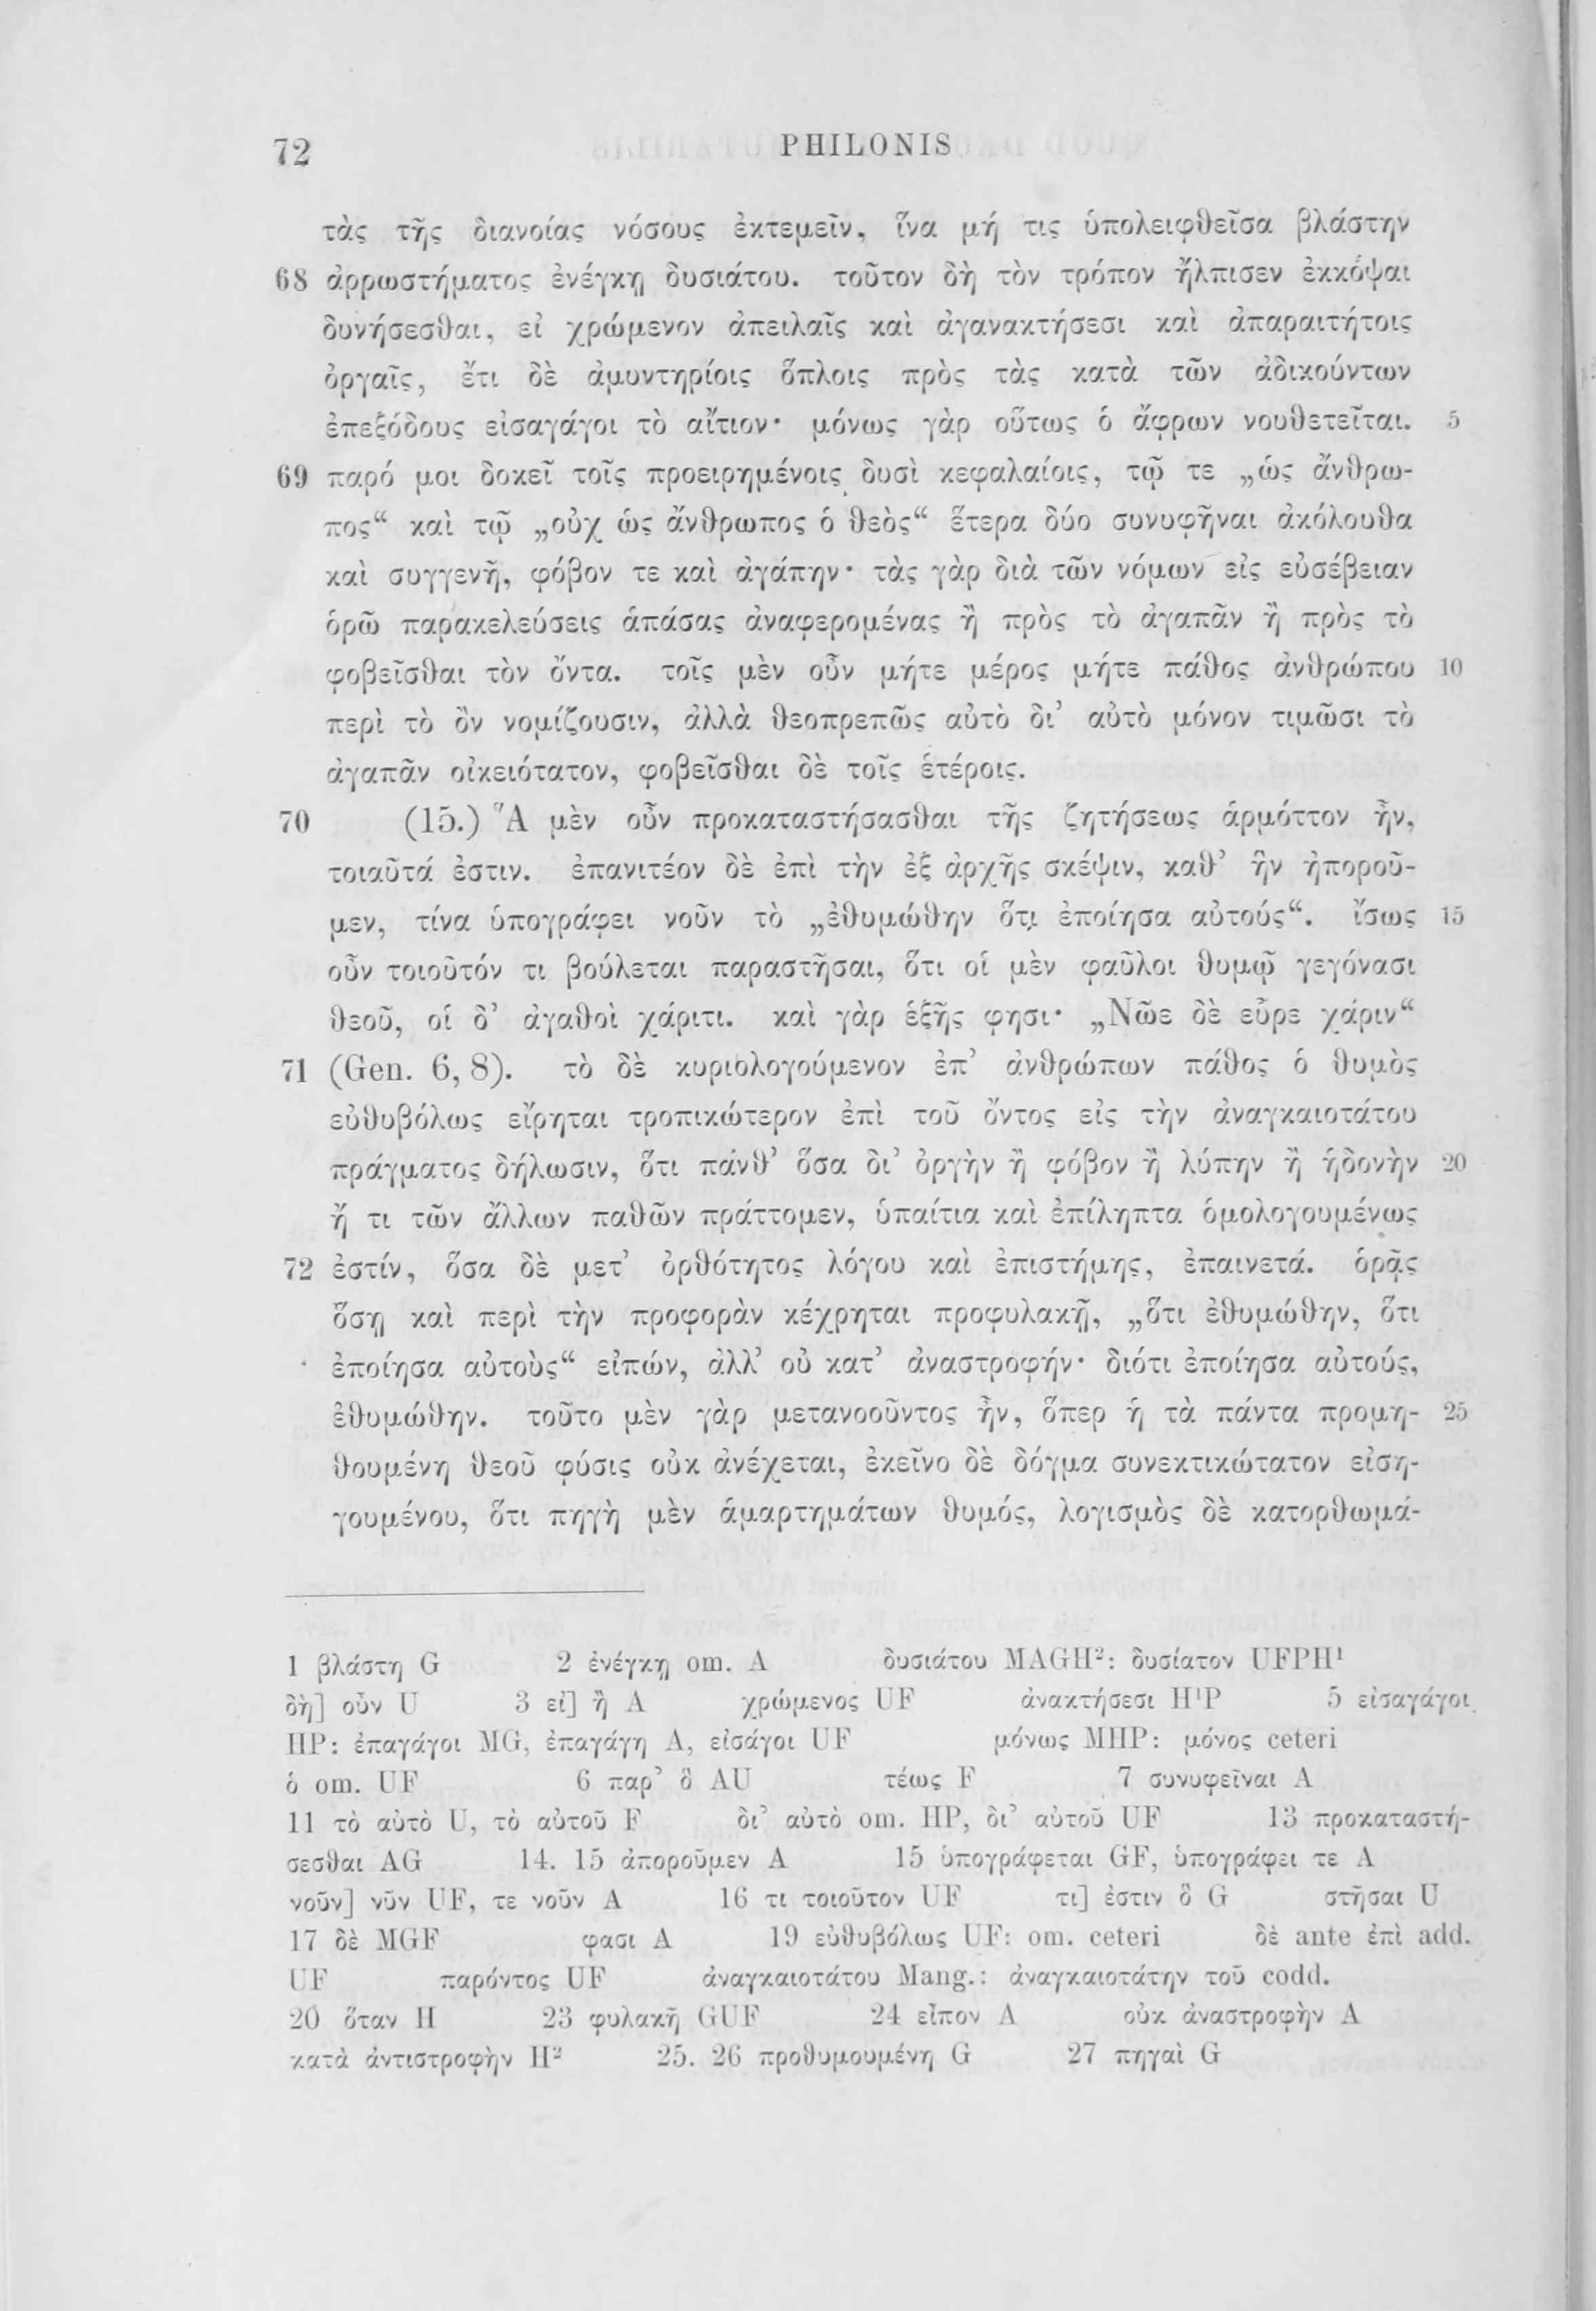 72 PHILONIS
τὰς τῆς διανοίας νόσους ἐκτεμεῖν, ἵνα μή τις ὑπολειφθεῖσα βλάστην
68 ἀρρωστήματος ἐνέγκῃ δυσιάτου. τοῦτον δὴ τὸν τρόπον ἤλπισεν ἐκκόψαι
δυνήσεσθαι, εἰ χρώμενον ἀπειλαῖς καὶ ἀγανακτήσεσι καὶ ἀπαραιτήτοις
ὀργαῖς, ἔτι δὲ ἀμυντηρίοις ὅπλοις πρὸς τὰς κατὰ τῶν ἀδικούντων
ἐπεξόδους εἰσαγάγοι τὸ αἴτιον· μόνως γὰρ οὕτως ὁ ἄφρων νουθετεῖται. 5
69 παρό μοι δοκεῖ τοῖς προειρημένοις δυσὶ κεφαλαίοις, τῷ τε „ὡς ἄνθρω-
πος“ καὶ τῷ „οὐχ ὡς ἄνθρωπος ὁ θεὸς“ ἕτερα δύο συνυφῆναι ἀκόλουθα
καὶ συγγενῆ, φόβον τε καὶ ἀγάπην· τὰς γὰρ διὰ τῶν νόμων εἰς εὐσέβειαν
ὁρῶ παρακελεύσεις ἁπάσας ἀναφερομένας ἢ πρὸς τὸ ἀγαπᾶν ἢ πρὸς τὸ
φοβεῖσθαι τὸν ὄντα. τοῖς μὲν οὖν μήτε μέρος μήτε πάθος ἀνθρώπου 10
περὶ τὸ ὂν νομίζουσιν, ἀλλὰ θεοπρεπῶς αὐτὸ δι’ αὐτὸ μόνον τιμῶσι τὸ
ἀγαπᾶν οἰκειότατον, φοβεῖσθαι δὲ τοῖς ἑτέροις.
70 (15.) Ἃ μὲν οὖν προκαταστήσασθαι τῆς ζητήσεως ἁρμόττον ἦν,
τοιαῦτά ἐστιν. ἐπανιτέον δὲ ἐπὶ τὴν ἐξ ἀρχῆς σκέψιν, καθ’ ἣν ἠποροῦ-
μεν, τίνα ὑπογράφει νοῦν τὸ „ἐθυμώθην ὅτι ἐποίησα αὐτούς“. ἴσως 15
οὖν τοιοῦτόν τι βούλεται παραστῆσαι, ὅτι οἱ μὲν φαῦλοι θυμῷ γεγόνασι
θεοῦ, οἱ δ’ ἀγαθοὶ χάριτι. καὶ γὰρ ἑξῆς φησι· „Νῶε δὲ εὗρε χάριν“
71 (Gen. 6, 8). τὸ δὲ κυριολογούμενον ἐπ’ ἀνθρώπων πάθος ὁ θυμὸς
εὐθυβόλως εἴρηται τροπικώτερον ἐπὶ τοῦ ὄντος εἰς τὴν ἀναγκαιοτάτου
πράγματος δήλωσιν, ὅτι πάνθ’ ὅσα δι’ ὀργὴν ἢ φόβον ἢ λύπην ἢ ἡδονὴν 20
ἤ τι τῶν ἄλλων παθῶν πράττομεν, ὑπαίτια καὶ ἐπίληπτα ὁμολογουμένως
72 ἐστίν, ὅσα δὲ μετ’ ὀρθότητος λόγου καὶ ἐπιστήμης, ἐπαινετά. ὁρᾷς
ὅσῃ καὶ περὶ τὴν προφορὰν κέχρηται προφυλακῇ, „ὅτι ἐθυμώθην, ὅτι
ἐποίησα αὐτοὺς“ εἰπών, ἀλλ’ οὐ κατ’ ἀναστροφήν· διότι ἐποίησα αὐτούς,
ἐθυμώθην. τοῦτο μὲν γὰρ μετανοοῦντος ἦν, ὅπερ ἡ τὰ πάντα προμη- 25
θουμένη θεοῦ φύσις οὐκ ἀνέχεται, ἐκεῖνο δὲ δόγμα συνεκτικώτατον εἰση-
γουμένου, ὅτι πηγὴ μὲν ἁμαρτημάτων θυμός, λογισμὸς δὲ κατορθωμά-
1 βλάστη G 2 ἐνέγκῃ om. A δυσιάτου MAGH²: δυσίατον UFPH¹
δὴ] οὖν U 3 εἰ] ἢ A χρώμενος UF ἀνακτήσεσι H¹P 5 εἰσαγάγοι
HP: ἐπαγάγοι MG, ἐπαγάγῃ A, εἰσάγοι UF μόνως MHP: μόνος ceteri
ὁ om. UF 6 παρ’ ὃ AU τέως F 7 συνυφεῖναι A
11 τὸ αὐτὸ U, τὸ αὐτοῦ F δι’ αὐτὸ om. HP, δι’ αὐτοῦ UF 13 προκαταστή-
σεσθαι AG 14. 15 ἀποροῦμεν A 15 ὑπογράφεται GF, ὑπογράφει τε A
νοῦν] νῦν UF, τε νοῦν A 16 τι τοιοῦτον UF τι] ἐστιν ὃ G στῆσαι U
17 δὲ MGF φασι A 19 εὐθυβόλως UF: om. ceteri δὲ ante ἐπὶ add.
UF παρόντος UF ἀναγκαιοτάτου Mang.: ἀναγκαιοτάτην τοῦ codd.
20 ὅταν H 23 φυλακῇ GUF 24 εἶπον A οὐκ ἀναστροφὴν A
κατὰ ἀντιστροφὴν H² 25. 26 προθυμουμένη G 27 πηγαὶ G